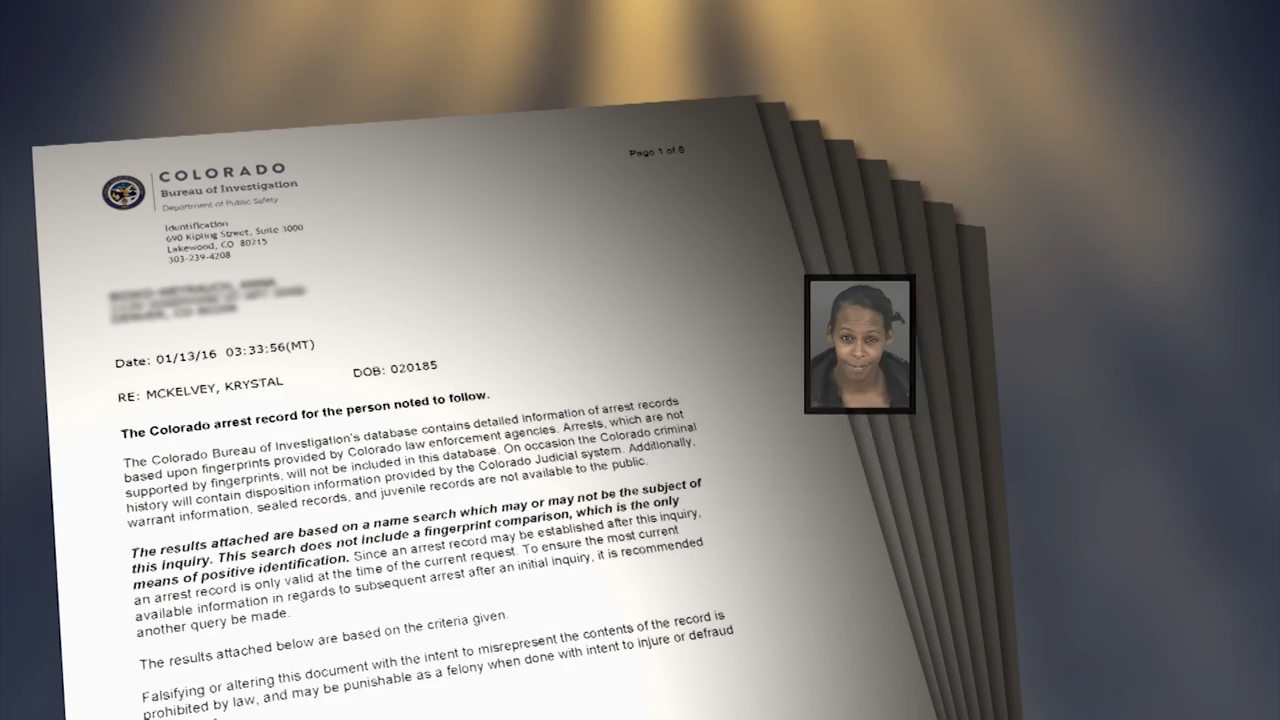 Page 1 of 8
COLORADO
Bureau of Investigation
Department of Public Safety
Identification
690 Kipling Street, Suite 3000
Lakewood, CO 80215
303-239-4208
Date: 01/13/16 03:33:56(MT)
RE: MCKELVEY, KRYSTAL DOB: 020185
The Colorado arrest record for the person noted to follow.
The Colorado Bureau of Investigation's database contains detailed information of arrest records
based upon fingerprints provided by Colorado law enforcement agencies. Arrests, which are not
supported by fingerprints, will not be included in this database. On occasion the Colorado criminal
history will contain disposition information provided by the Colorado Judicial system. Additionally,
warrant information, sealed records, and juvenile records are not available to the public.
The results attached are based on a name search which may or may not be the subject of
this inquiry. This search does not include a fingerprint comparison, which is the only
means of positive identification. Since an arrest record may be established after this inquiry,
an arrest record is only valid at the time of the current request. To ensure the most current
available information in regards to subsequent arrest after an initial inquiry, it is recommended
another query be made.
The results attached below are based on the criteria given.
Falsifying or altering this document with the intent to misrepresent the contents of the record is
prohibited by law, and may be punishable as a felony when done with intent to injure or defraud